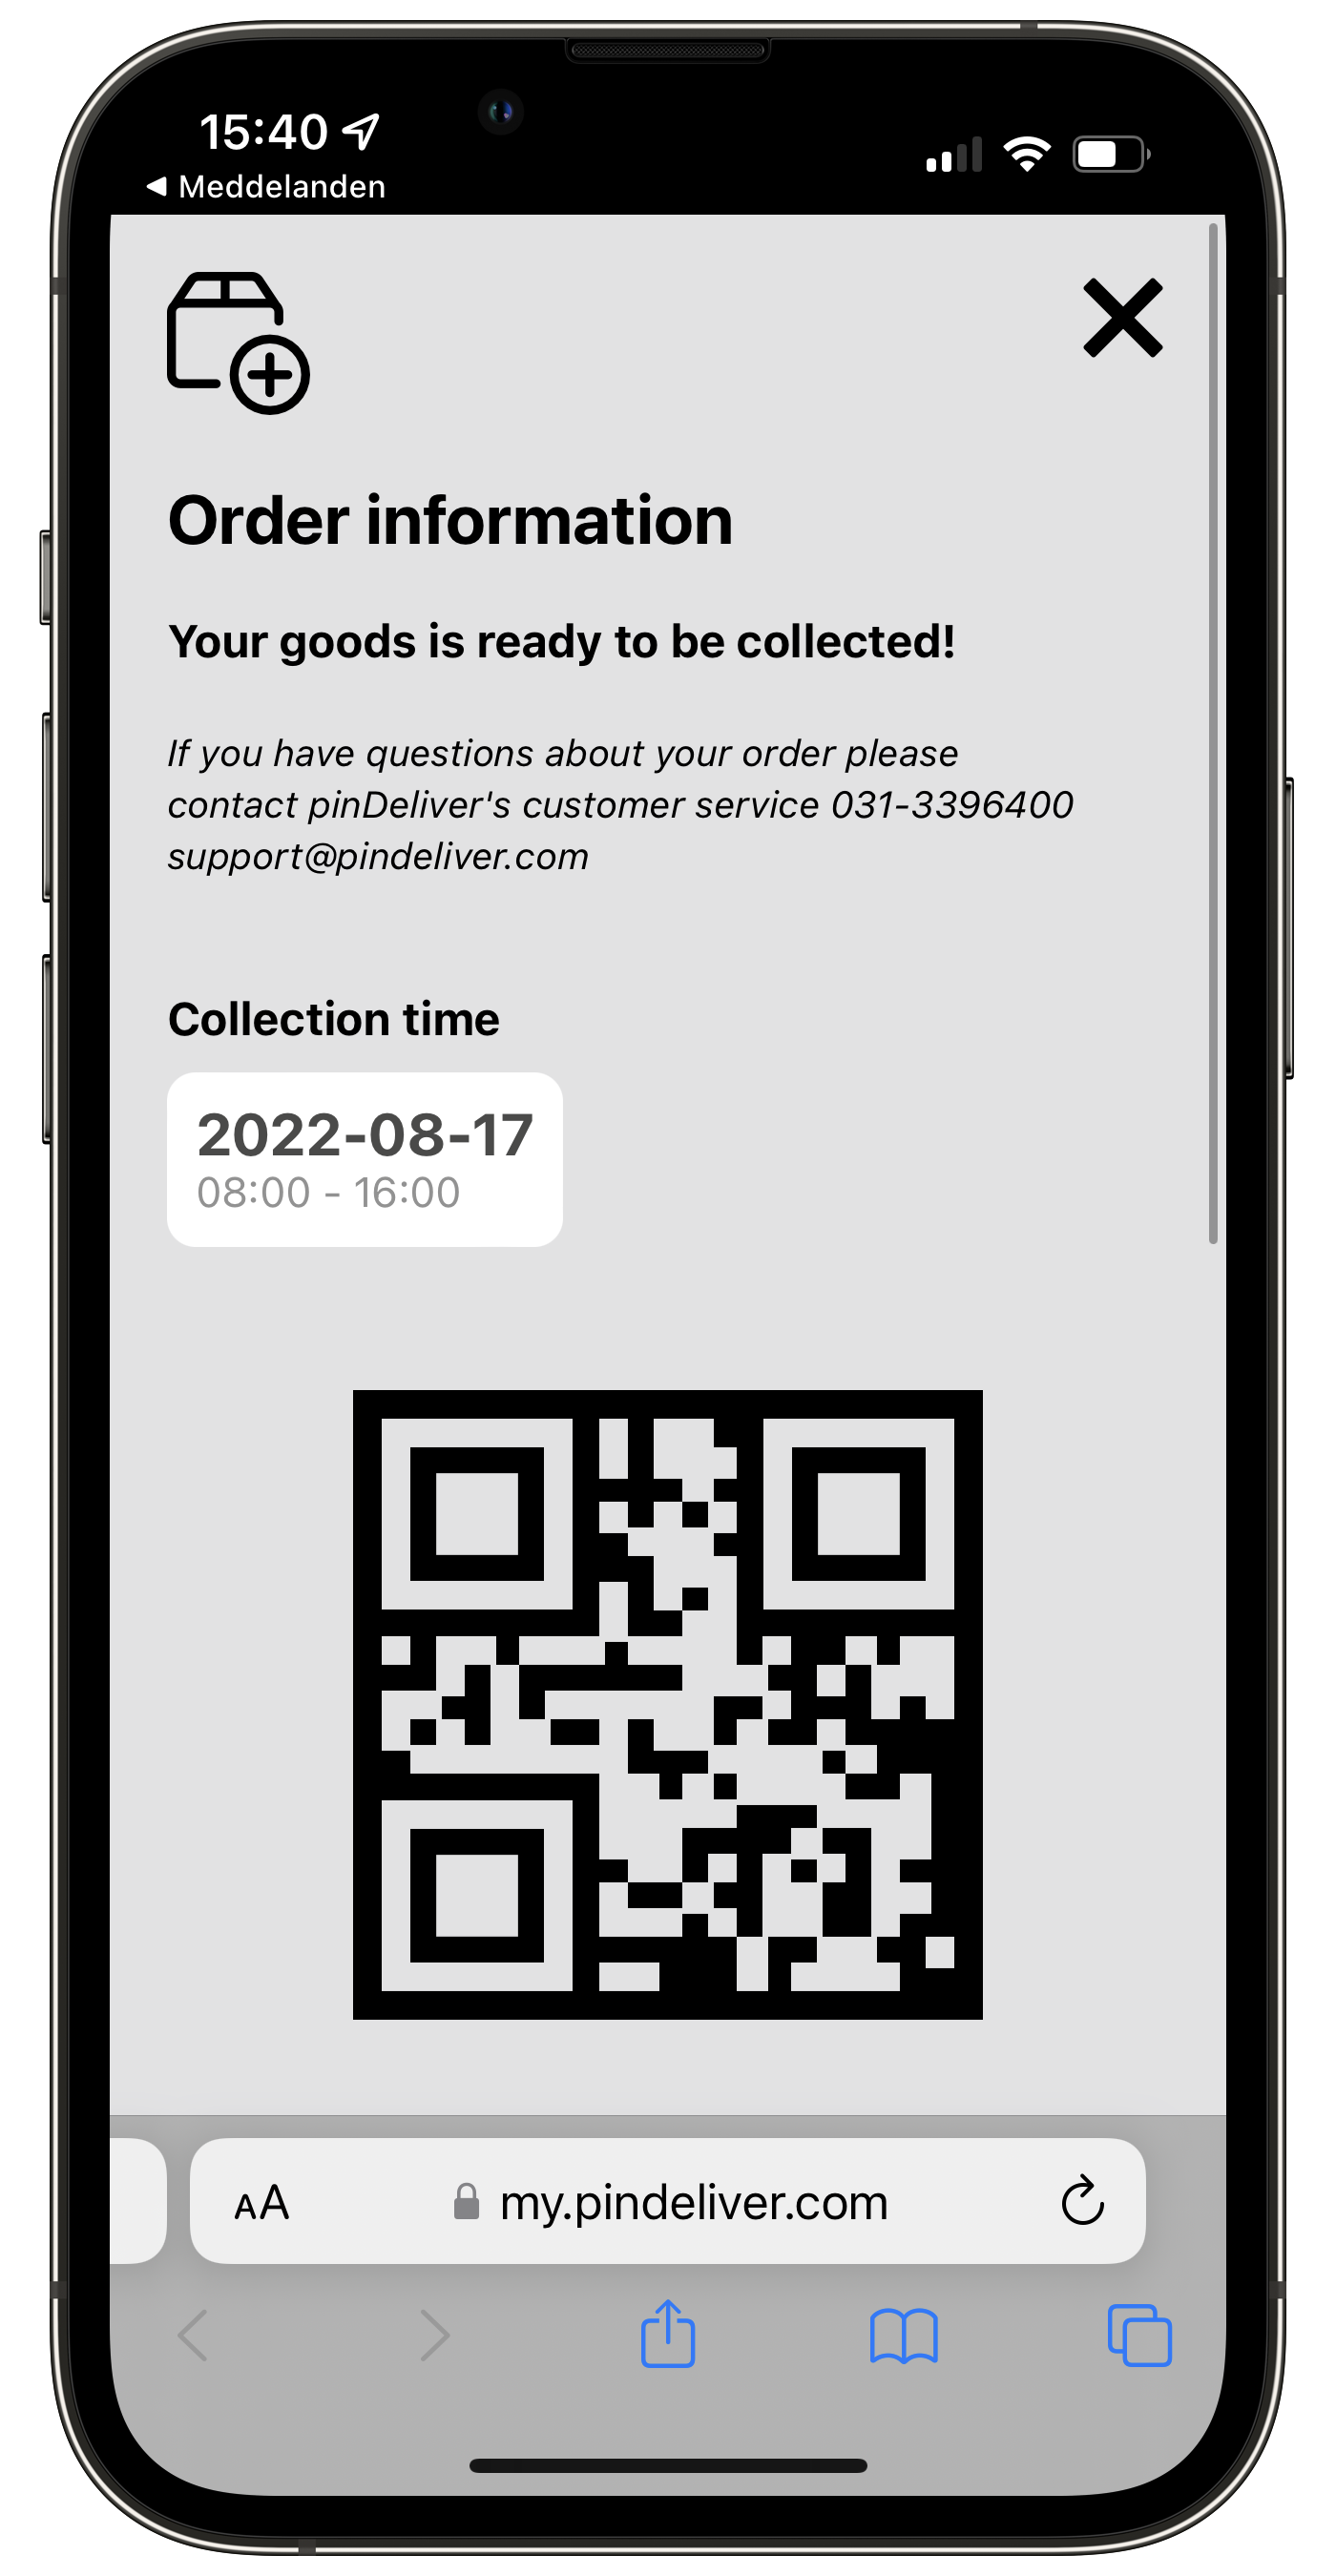 15:40
Meddelanden
Order information
Your goods is ready to be collected!
If you have questions about your order please
contact pinDeliver's customer service 031-3396400
support@pindeliver.com
Collection time
2022-08-17
08:00 - 16:00
AA my.pindeliver.com